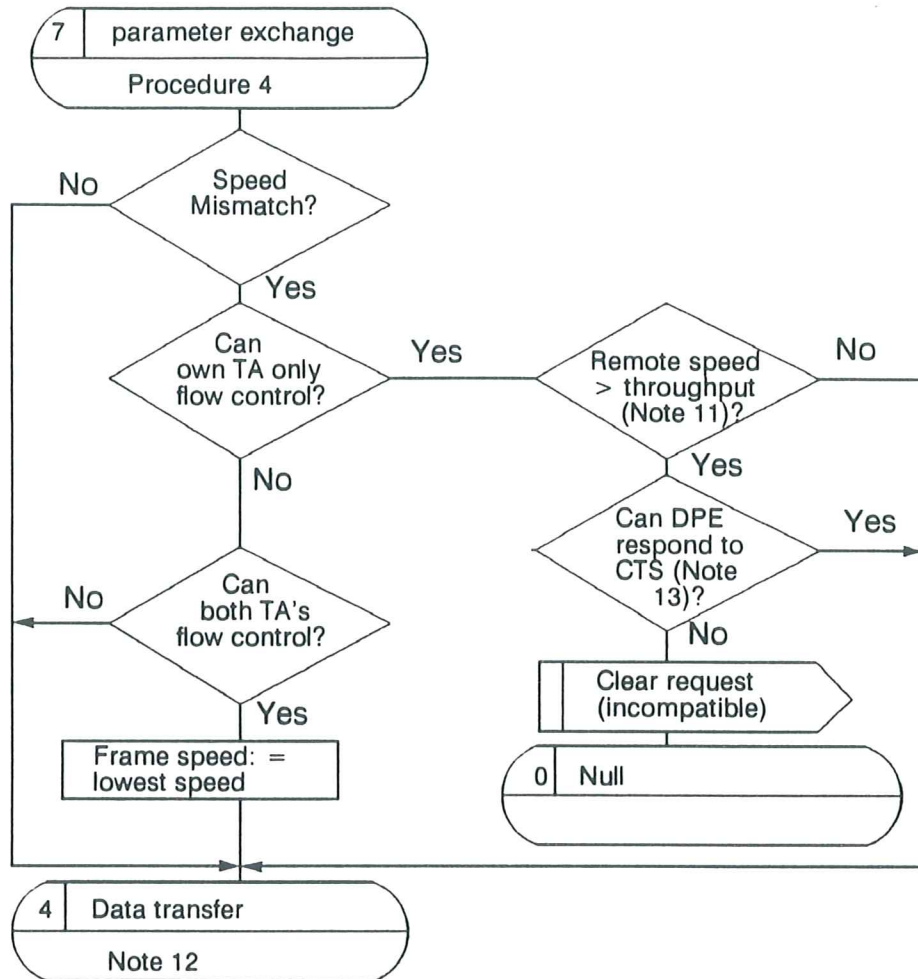 7 parameter exchange
Procedure 4
No
Speed
Mismatch?
Yes
Can
own TA only
flow control?
Yes
Remote speed
> throughput
(Note 11)?
No
No
Yes
Can DPE
respond to
CTS (Note
13)?
Yes
No
Can
both TA's
flow control?
No
Clear request
(incompatible)
Yes
Frame speed: =
lowest speed
0 Null
4 Data transfer
Note 12